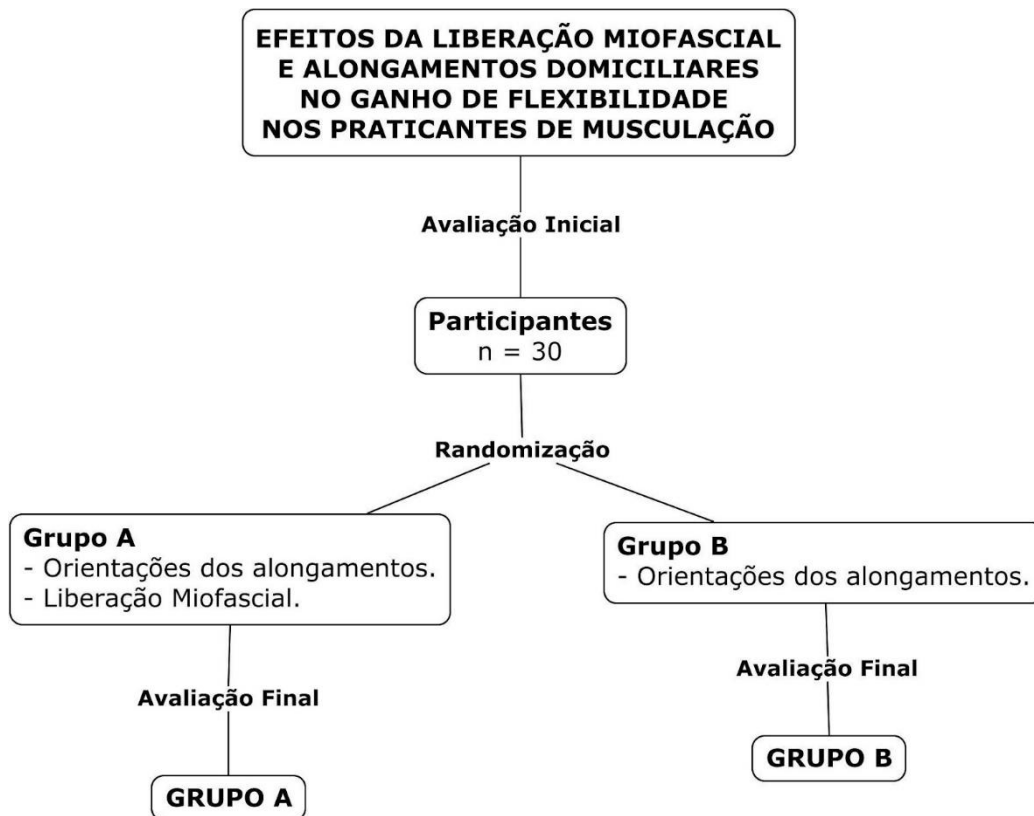 EFEITOS DA LIBERAÇÃO MIOFASCIAL
E ALONGAMENTOS DOMICILIARES
NO GANHO DE FLEXIBILIDADE
NOS PRATICANTES DE MUSCULAÇÃO
Avaliação Inicial
Participantes
n = 30
Randomização
Grupo A
- Orientações dos alongamentos.
- Liberação Miofascial.
Avaliação Final
GRUPO A
Grupo B
- Orientações dos alongamentos.
Avaliação Final
GRUPO B